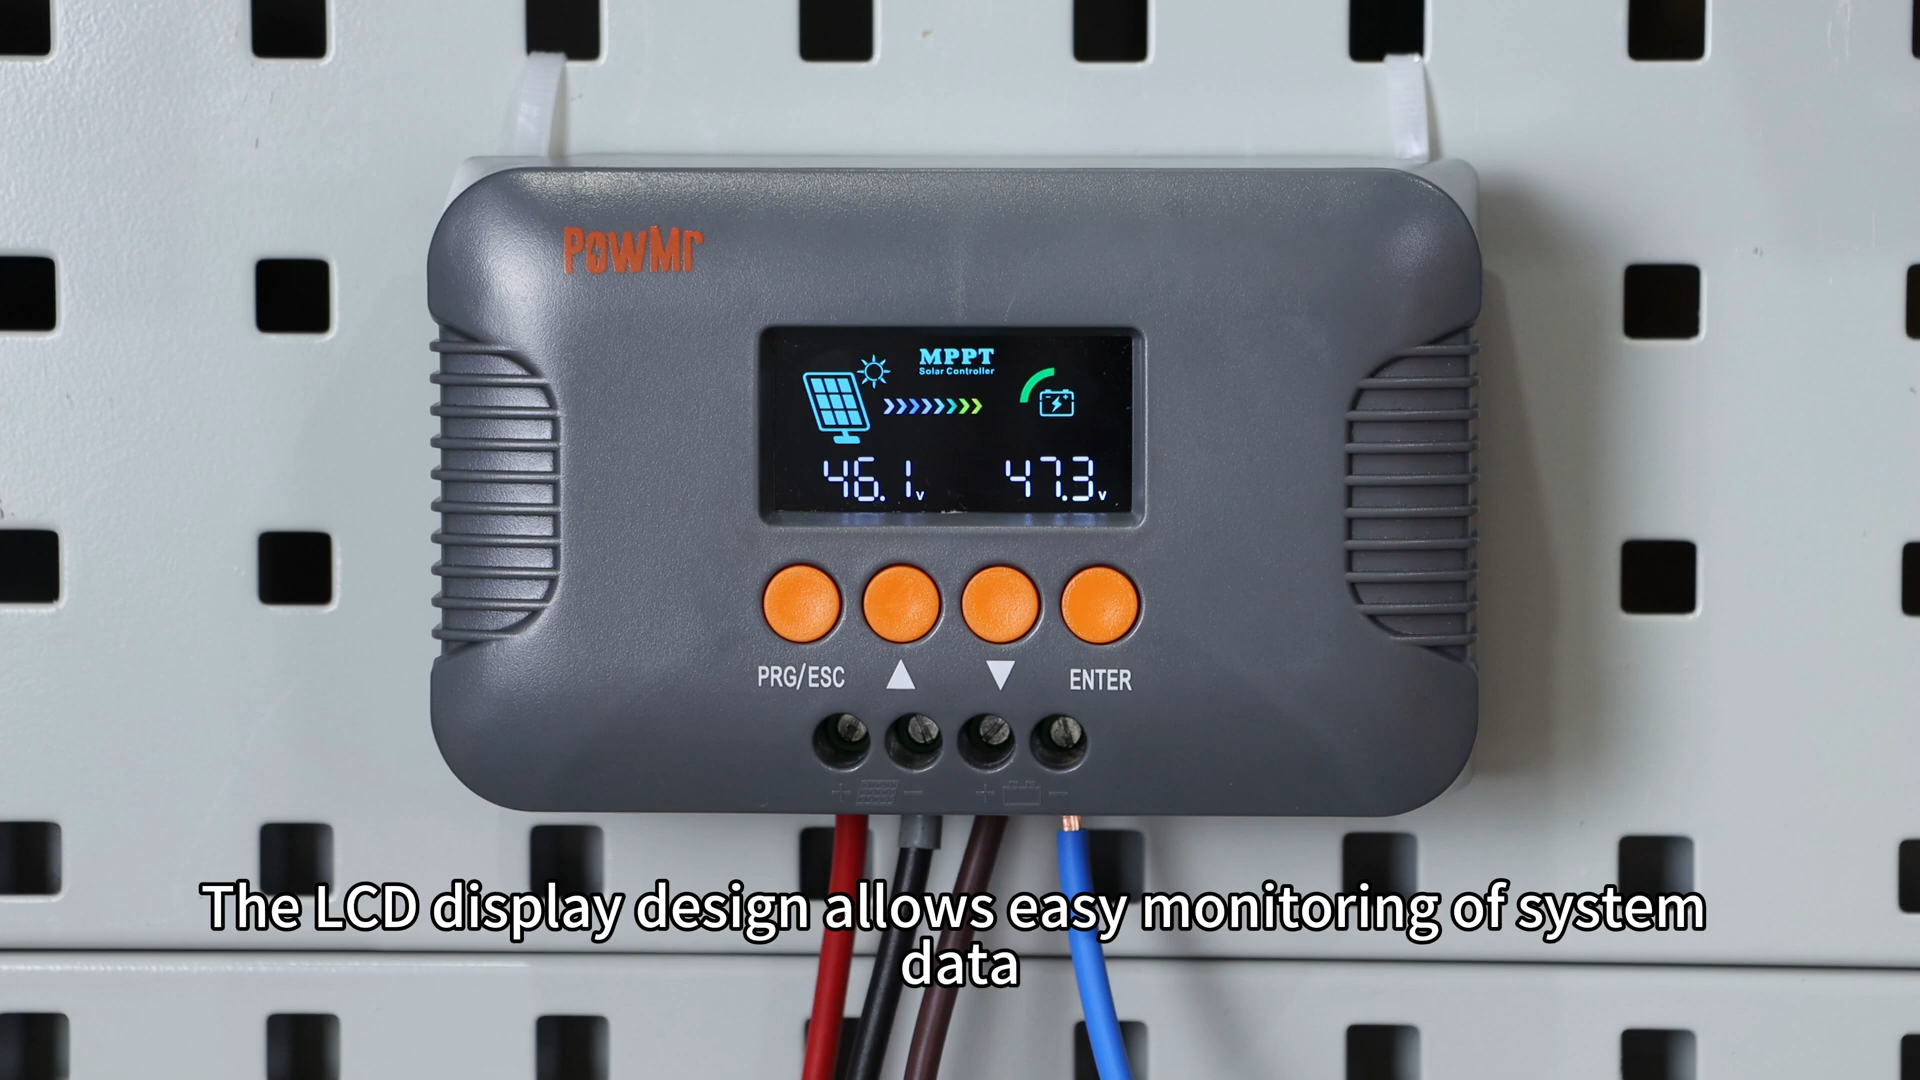 PowMr
MPPT
Solar Controller
46.1v
47.3v
PRG/ESC ▲ ▼ ENTER
+ - + -
The LCD display design allows easy monitoring of system
data